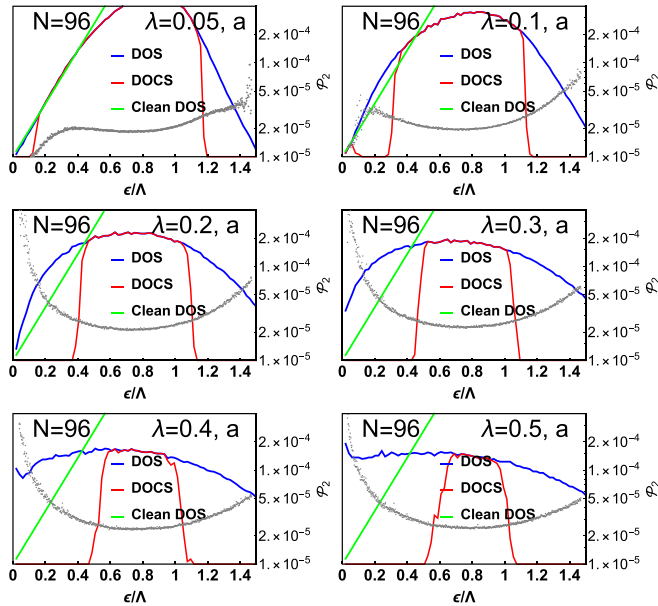 N=96 λ=0.05, a
DOS
DOCS
Clean DOS
2.×10⁻⁴
1.×10⁻⁴
5.×10⁻⁵
2.×10⁻⁵
1.×10⁻⁵
𝒫₂
0 0.2 0.4 0.6 0.8 1 1.2 1.4
ϵ/Λ
N=96 λ=0.1, a
DOS
DOCS
Clean DOS
2.×10⁻⁴
1.×10⁻⁴
5.×10⁻⁵
2.×10⁻⁵
1.×10⁻⁵
𝒫₂
0 0.2 0.4 0.6 0.8 1 1.2 1.4
ϵ/Λ
N=96 λ=0.2, a
DOS
DOCS
Clean DOS
2.×10⁻⁴
1.×10⁻⁴
5.×10⁻⁵
2.×10⁻⁵
1.×10⁻⁵
𝒫₂
0 0.2 0.4 0.6 0.8 1 1.2 1.4
ϵ/Λ
N=96 λ=0.3, a
DOS
DOCS
Clean DOS
2.×10⁻⁴
1.×10⁻⁴
5.×10⁻⁵
2.×10⁻⁵
1.×10⁻⁵
𝒫₂
0 0.2 0.4 0.6 0.8 1 1.2 1.4
ϵ/Λ
N=96 λ=0.4, a
DOS
DOCS
Clean DOS
2.×10⁻⁴
1.×10⁻⁴
5.×10⁻⁵
2.×10⁻⁵
1.×10⁻⁵
𝒫₂
0 0.2 0.4 0.6 0.8 1 1.2 1.4
ϵ/Λ
N=96 λ=0.5, a
DOS
DOCS
Clean DOS
2.×10⁻⁴
1.×10⁻⁴
5.×10⁻⁵
2.×10⁻⁵
1.×10⁻⁵
𝒫₂
0 0.2 0.4 0.6 0.8 1 1.2 1.4
ϵ/Λ